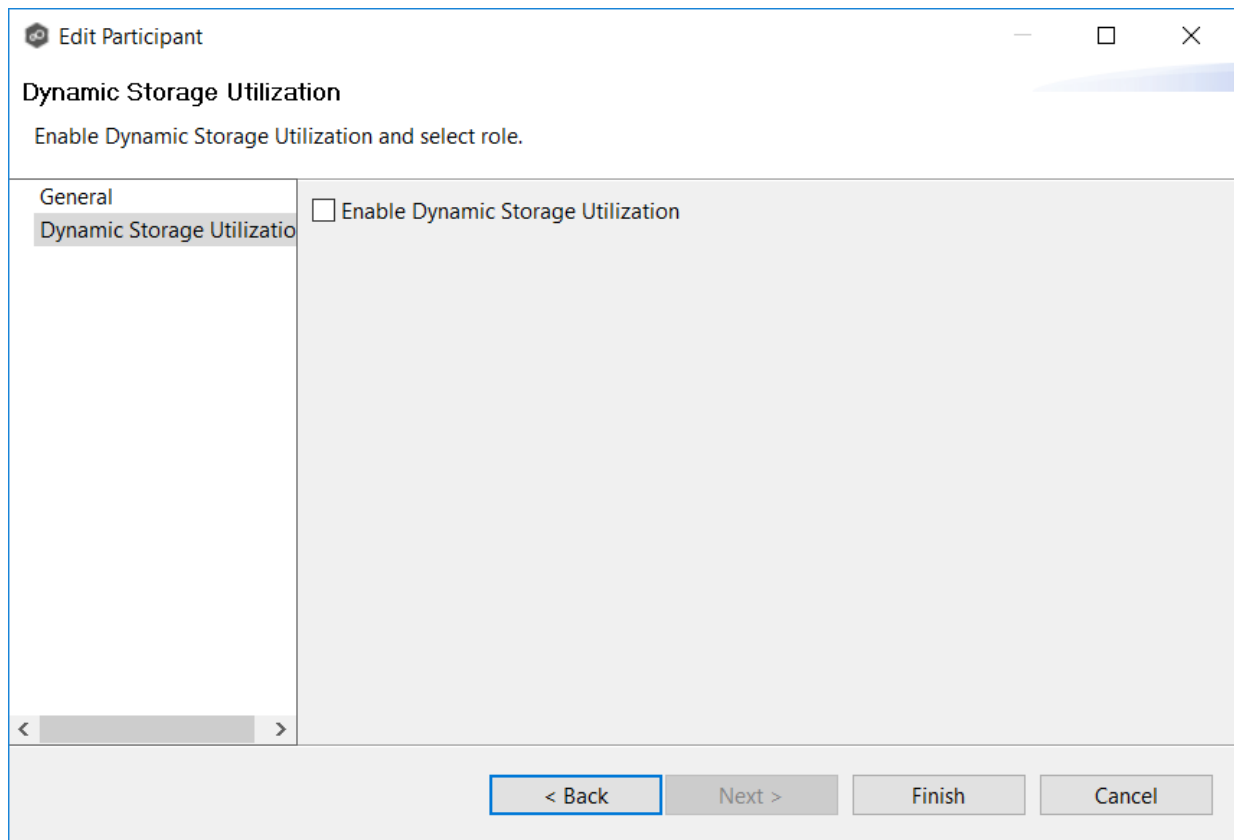 Edit Participant
Dynamic Storage Utilization
Enable Dynamic Storage Utilization and select role.
General
Dynamic Storage Utilizatio
Enable Dynamic Storage Utilization
< Back
Next >
Finish
Cancel